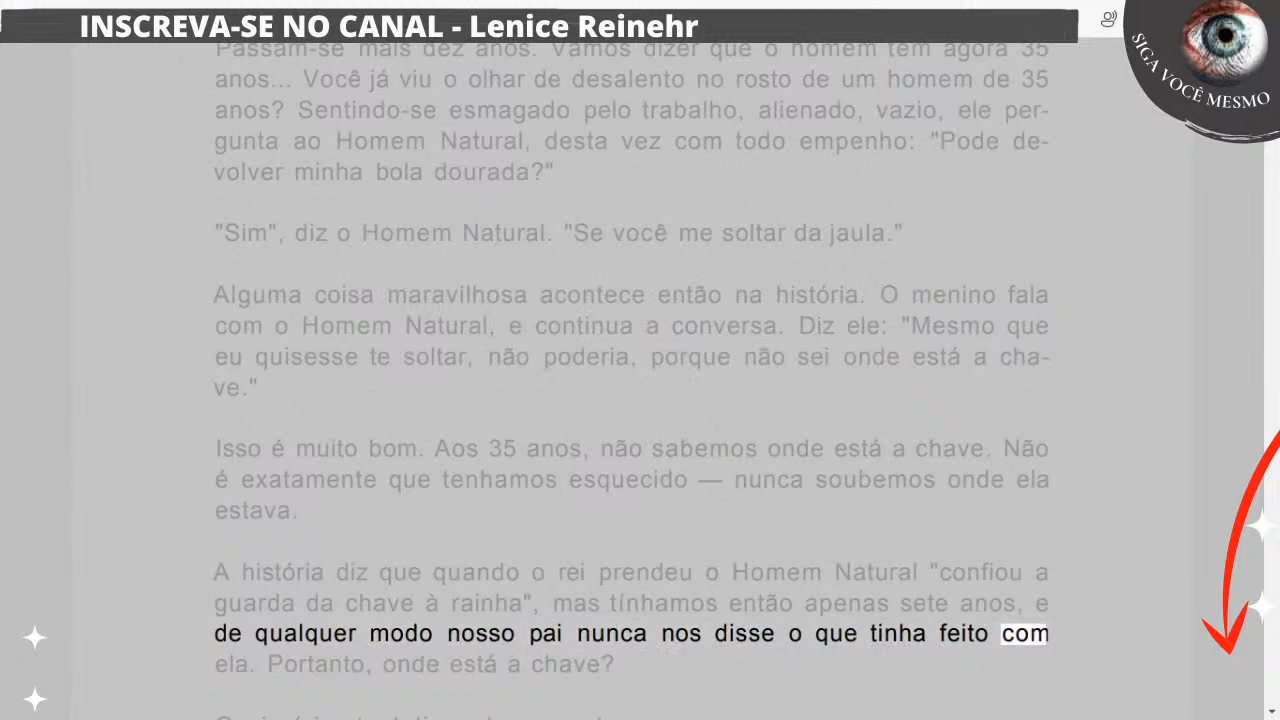 INSCREVA-SE NO CANAL - Lenice Reinehr
SIGA VOCÊ MESMO
Passam-se mais dez anos. Vamos dizer que o homem tem agora 35
anos... Você já viu o olhar de desalento no rosto de um homem de 35
anos? Sentindo-se esmagado pelo trabalho, alienado, vazio, ele per-
gunta ao Homem Natural, desta vez com todo empenho: "Pode de-
volver minha bola dourada?"
"Sim", diz o Homem Natural. "Se você me soltar da jaula."
Alguma coisa maravilhosa acontece então na história. O menino fala
com o Homem Natural, e continua a conversa. Diz ele: "Mesmo que
eu quisesse te soltar, não poderia, porque não sei onde está a cha-
ve."
Isso é muito bom. Aos 35 anos, não sabemos onde está a chave. Não
é exatamente que tenhamos esquecido — nunca soubemos onde ela
estava.
A história diz que quando o rei prendeu o Homem Natural "confiou a
guarda da chave à rainha", mas tínhamos então apenas sete anos, e
de qualquer modo nosso pai nunca nos disse o que tinha feito com
ela. Portanto, onde está a chave?